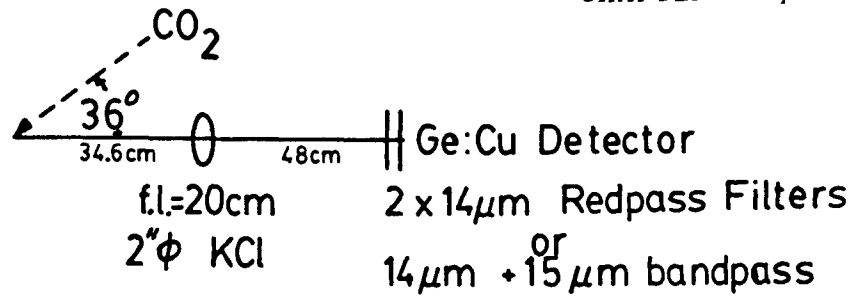 CO2
36°
34.6cm
48cm
Ge:Cu Detector
f.l.=20cm
2"φ KCl
2 x 14μm Redpass Filters
or
14μm + 15μm bandpass